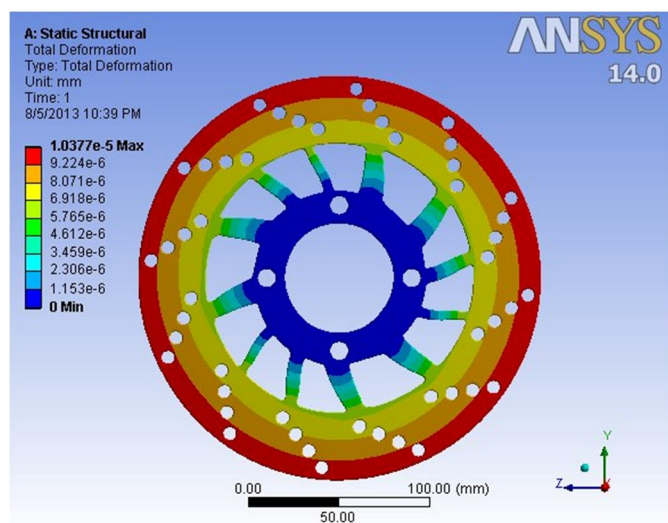 A: Static Structural
Total Deformation
Type: Total Deformation
Unit: mm
Time: 1
8/5/2013 10:39 PM
ANSYS
14.0
1.0377e-5 Max
9.224e-6
8.071e-6
6.918e-6
5.765e-6
4.612e-6
3.459e-6
2.306e-6
1.153e-6
0 Min
0.00 100.00 (mm)
50.00
Y
Z
X